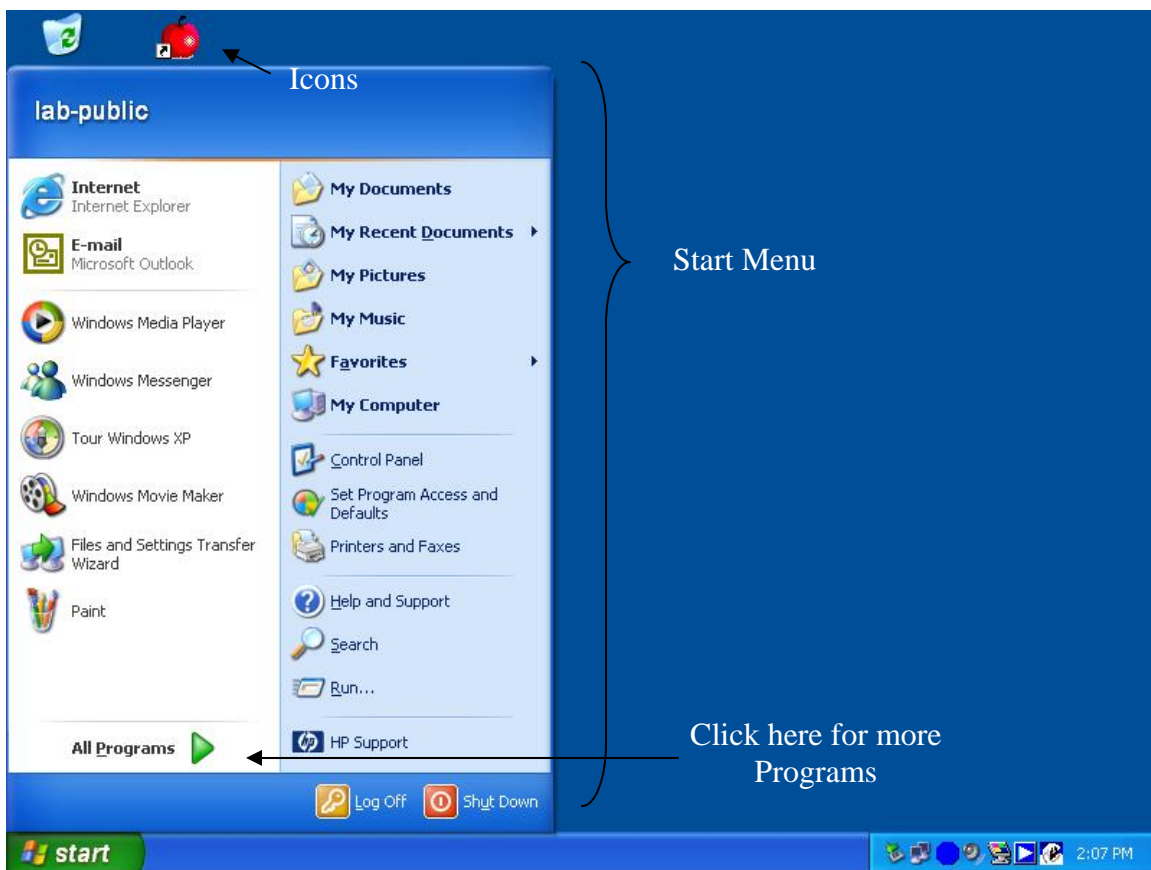 Icons
lab-public
Internet
Internet Explorer
E-mail
Microsoft Outlook
Windows Media Player
Windows Messenger
Tour Windows XP
Windows Movie Maker
Files and Settings Transfer
Wizard
Paint
All Programs
My Documents
My Recent Documents
My Pictures
My Music
Favorites
My Computer
Control Panel
Set Program Access and
Defaults
Printers and Faxes
Help and Support
Search
Run...
hp HP Support
Log Off
Shut Down
Start Menu
Click here for more
Programs
start
2:07 PM